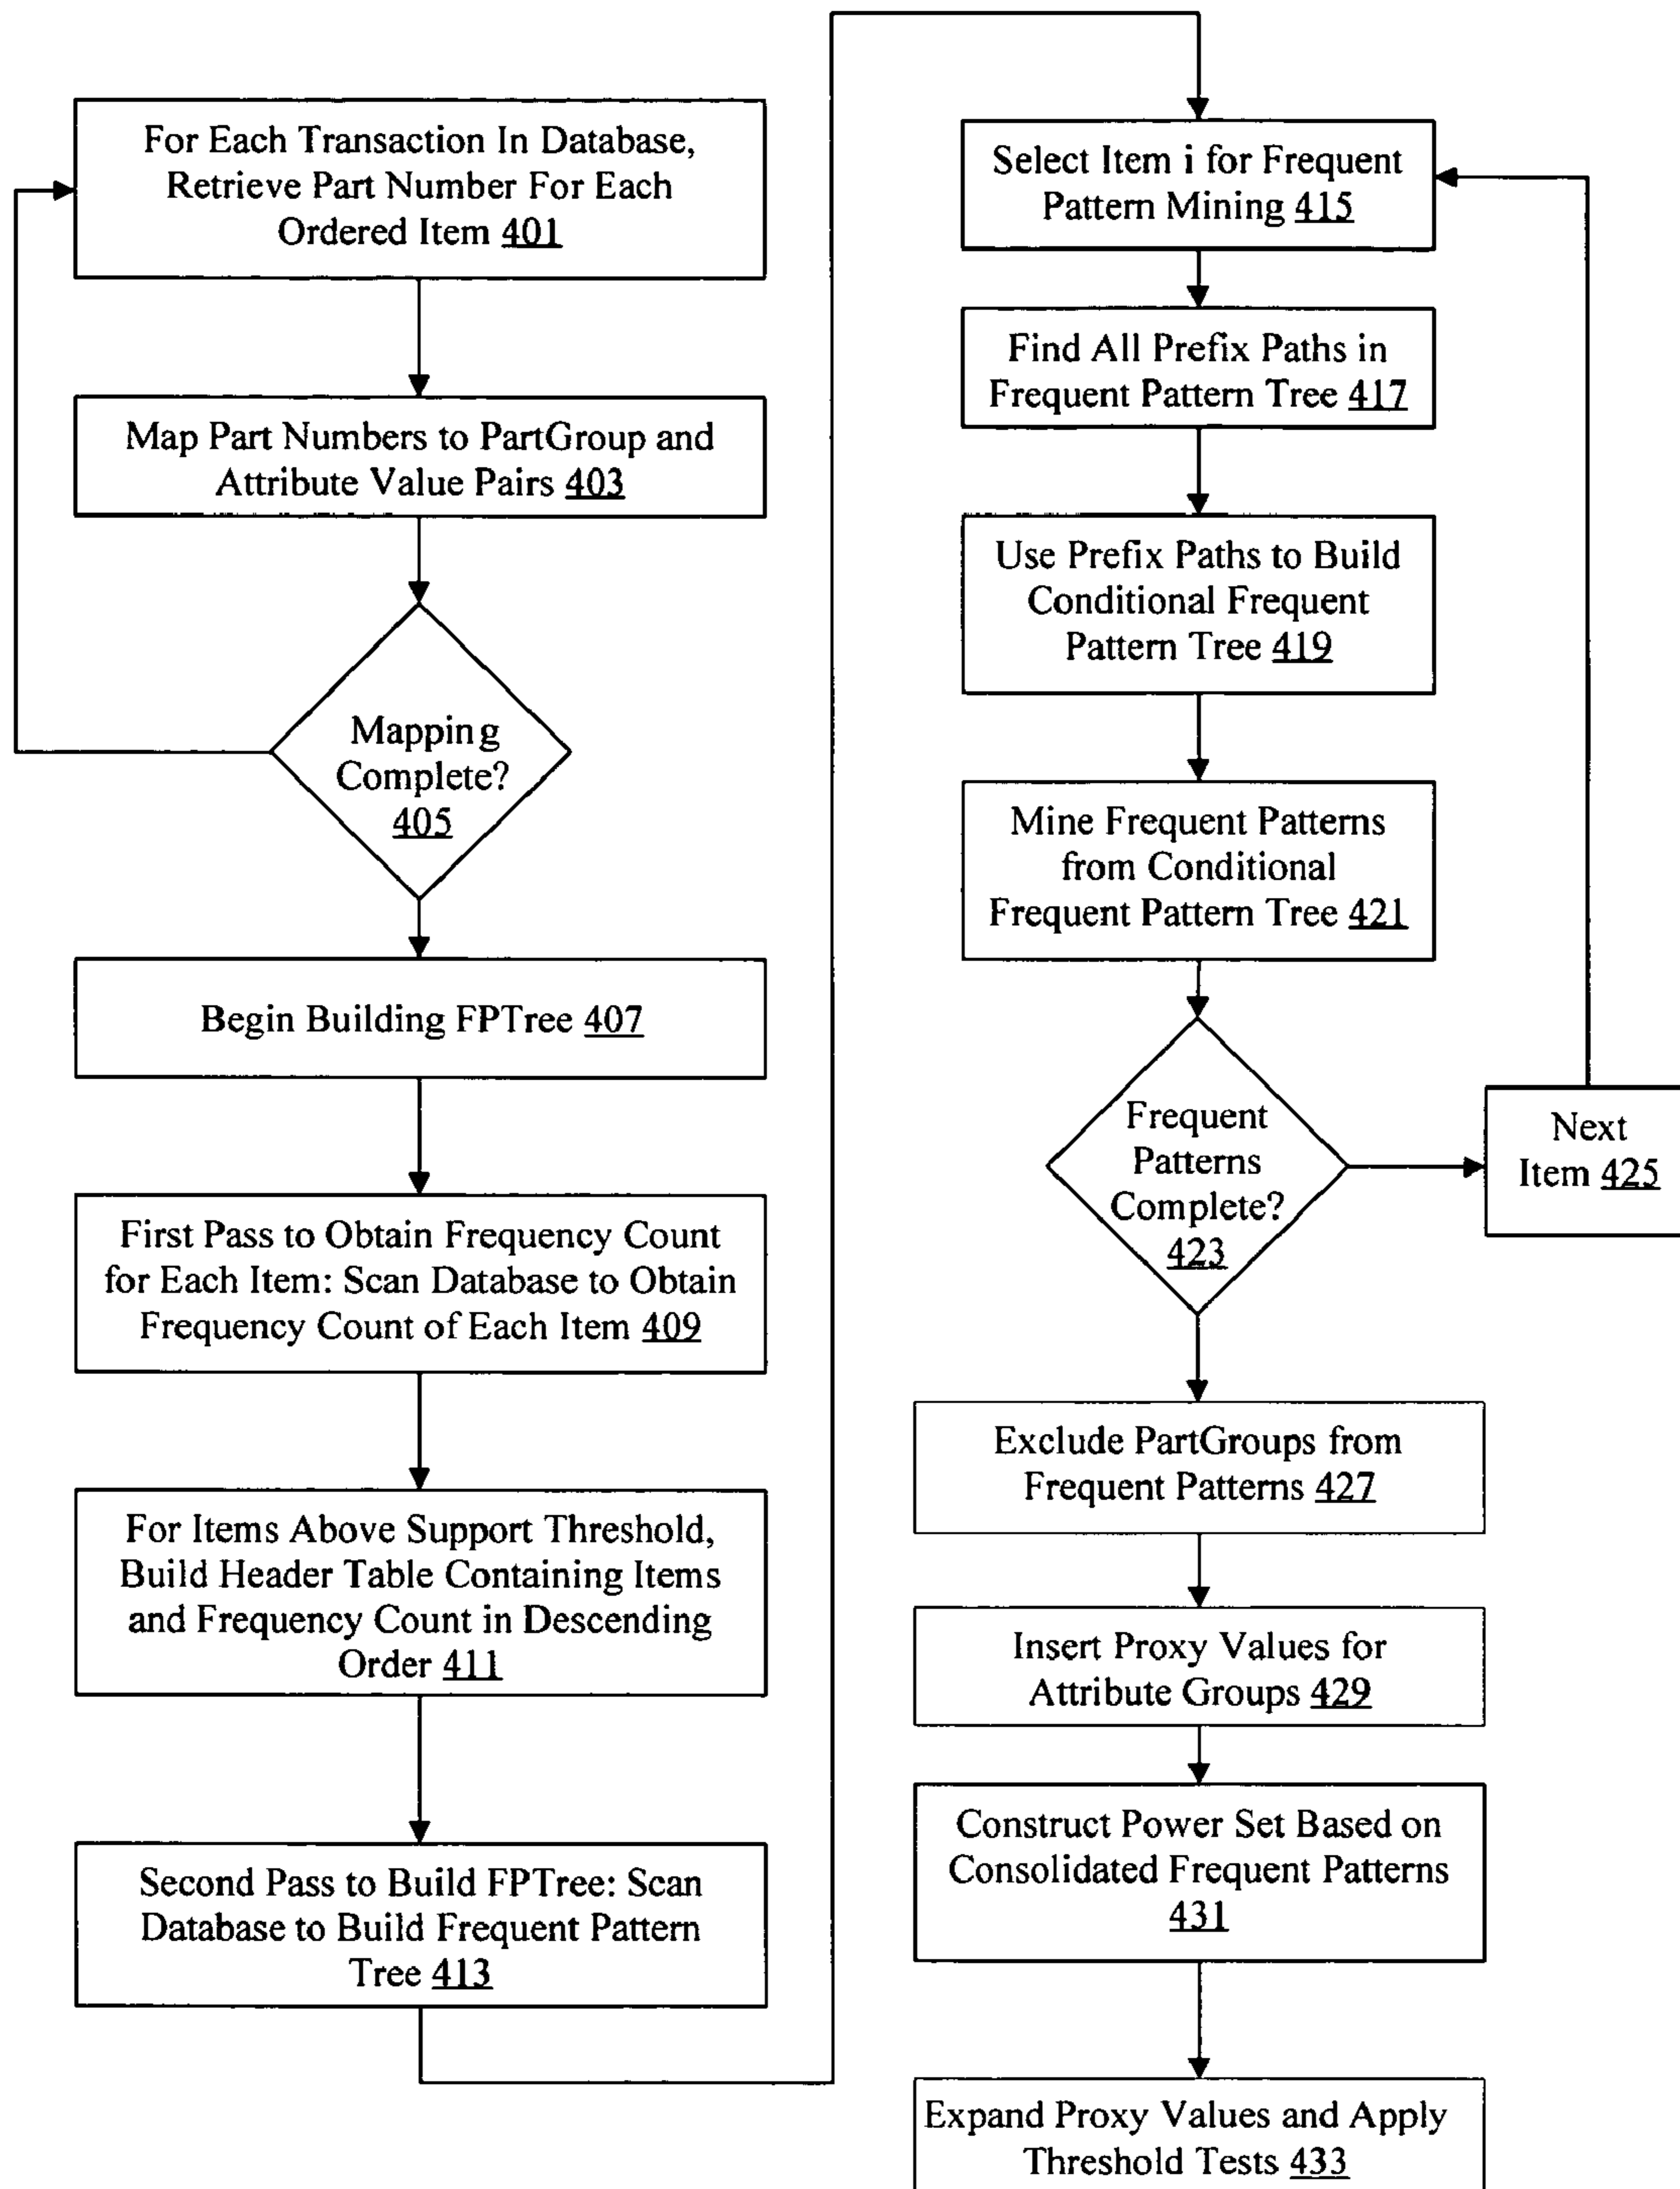 For Each Transaction In Database,
Retrieve Part Number For Each
Ordered Item 401
Map Part Numbers to PartGroup and
Attribute Value Pairs 403
Mapping
Complete?
405
Begin Building FPTree 407
First Pass to Obtain Frequency Count
for Each Item: Scan Database to Obtain
Frequency Count of Each Item 409
For Items Above Support Threshold,
Build Header Table Containing Items
and Frequency Count in Descending
Order 411
Second Pass to Build FPTree: Scan
Database to Build Frequent Pattern
Tree 413
Select Item i for Frequent
Pattern Mining 415
Find All Prefix Paths in
Frequent Pattern Tree 417
Use Prefix Paths to Build
Conditional Frequent
Pattern Tree 419
Mine Frequent Patterns
from Conditional
Frequent Pattern Tree 421
Frequent
Patterns
Complete?
423
Next
Item 425
Exclude PartGroups from
Frequent Patterns 427
Insert Proxy Values for
Attribute Groups 429
Construct Power Set Based on
Consolidated Frequent Patterns
431
Expand Proxy Values and Apply
Threshold Tests 433